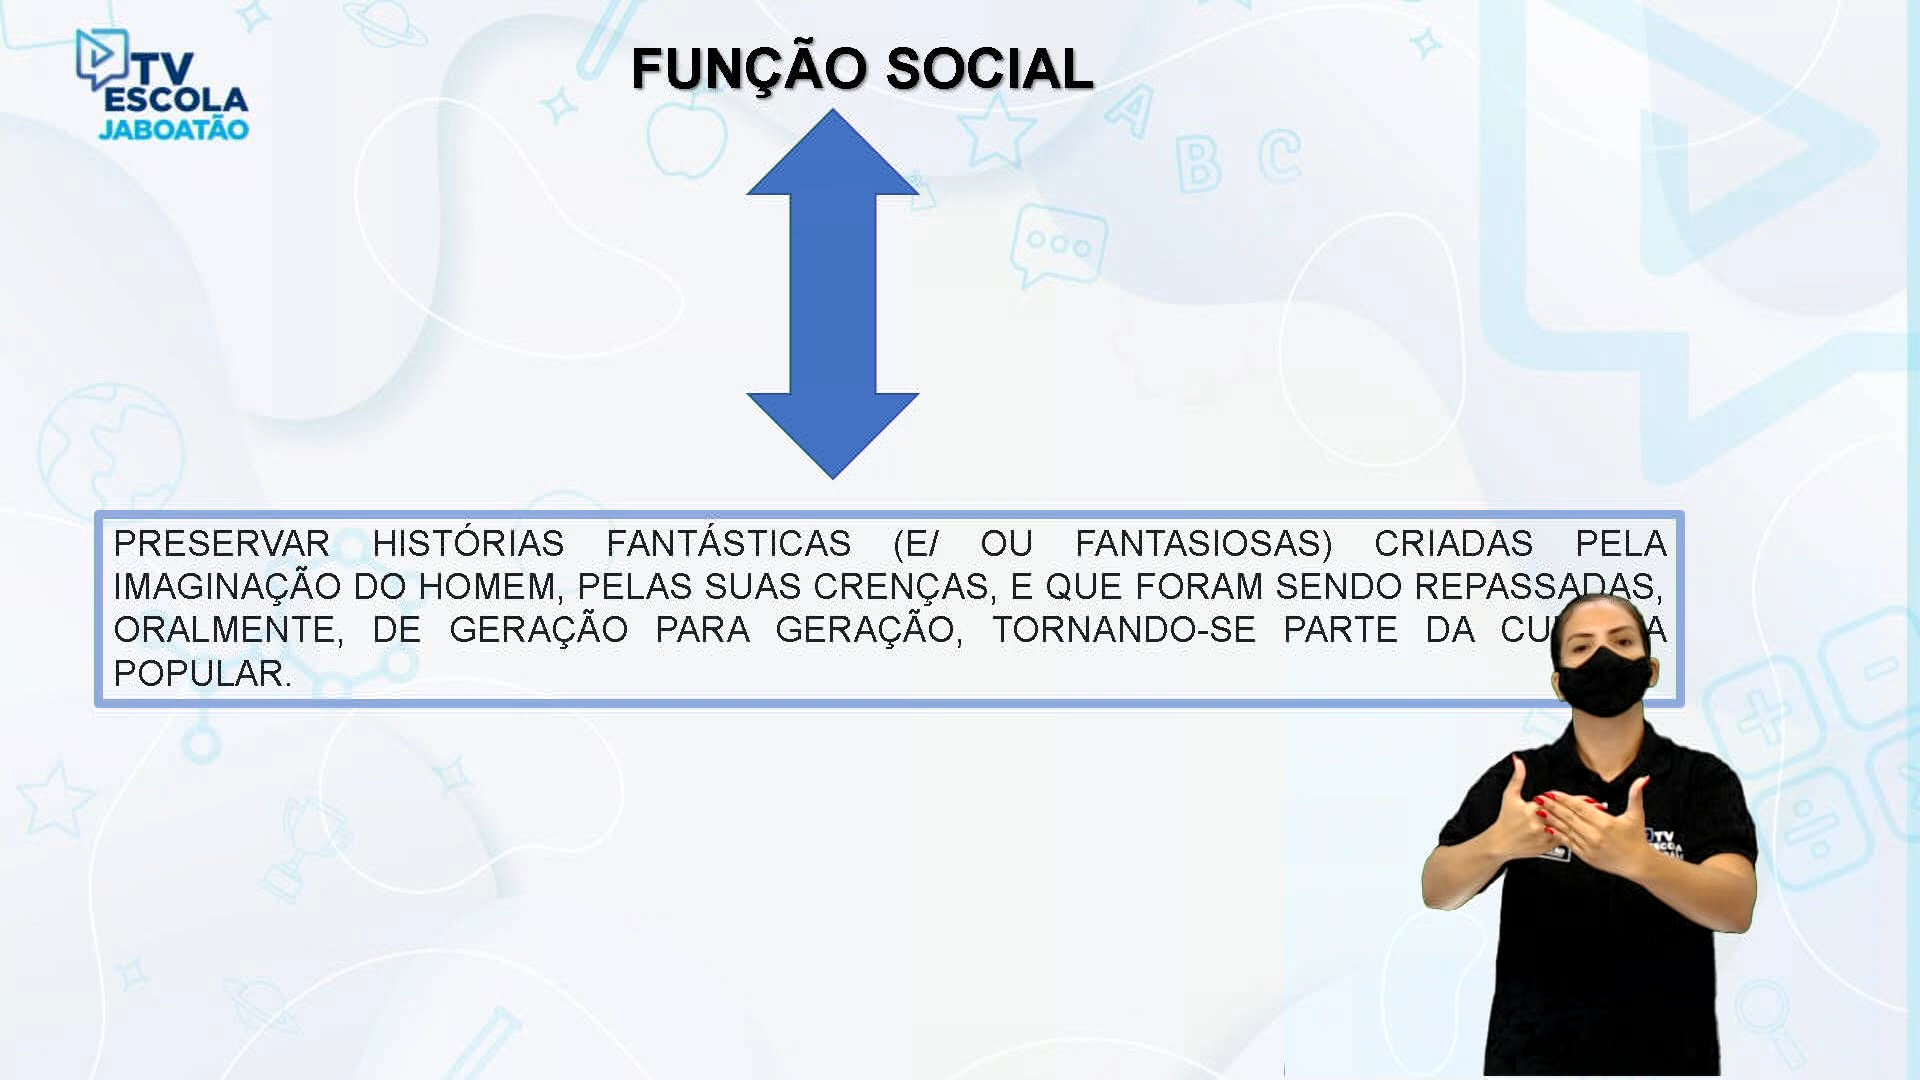 TV
ESCOLA
JABOATÃO
FUNÇÃO SOCIAL
A
B C
PRESERVAR HISTÓRIAS FANTÁSTICAS (E/ OU FANTASIOSAS) CRIADAS PELA
IMAGINAÇÃO DO HOMEM, PELAS SUAS CRENÇAS, E QUE FORAM SENDO REPASSADAS,
ORALMENTE, DE GERAÇÃO PARA GERAÇÃO, TORNANDO-SE PARTE DA
POPULAR.
TV